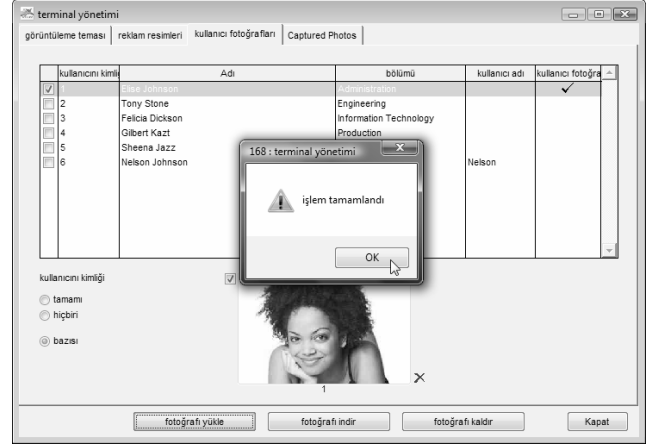 terminal yönetimi
görüntüleme teması reklam resimleri kullanıcı fotoğrafları Captured Photos
kullanıcını kimliğ Adı bölümü kullanıcı adı kullanıcı fotoğra
1 Elise Johnson Administration
2 Tony Stone Engineering
3 Felicia Dickson Information Technology
4 Gilbert Kazt Production
5 Sheena Jazz
6 Nelson Johnson Nelson
168 : terminal yönetimi
işlem tamamlandı
OK
kullanıcını kimliği
tamamı
hiçbiri
bazısı
1
fotoğrafı yükle fotoğrafı indir fotoğrafı kaldır Kapat